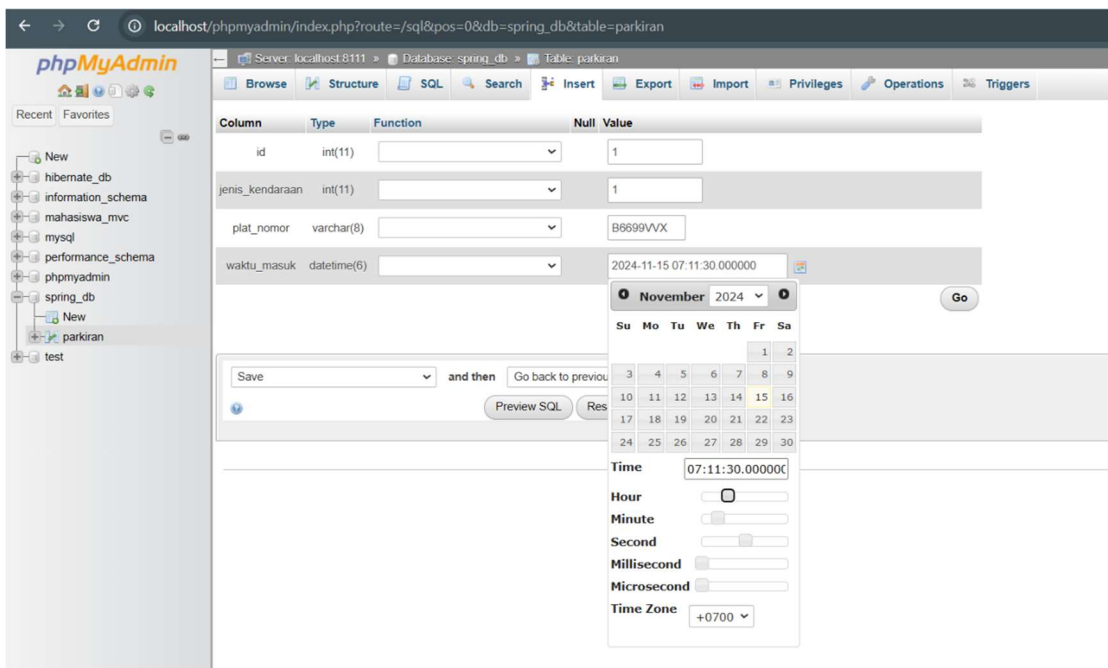 localhost/phpmyadmin/index.php?route=/sql&pos=0&db=spring_db&table=parkiran
phpMyAdmin
Recent Favorites
New
hibernate_db
information_schema
mahasiswa_mvc
mysql
performance_schema
phpmyadmin
spring_db
New
parkiran
test
Server: localhost:8111 » Database: spring_db » Table: parkiran
Browse Structure SQL Search Insert Export Import Privileges Operations Triggers
Column Type Function Null Value
id int(11) 1
jenis_kendaraan int(11) 1
plat_nomor varchar(8) B6699VVX
waktu_masuk datetime(6) 2024-11-15 07:11:30.000000
November 2024
Su Mo Tu We Th Fr Sa
1 2
3 4 5 6 7 8 9
10 11 12 13 14 15 16
17 18 19 20 21 22 23
24 25 26 27 28 29 30
Time 07:11:30.00000(
Hour
Minute
Second
Millisecond
Microsecond
Time Zone +0700
Go
Save and then Go back to previou
Preview SQL Res